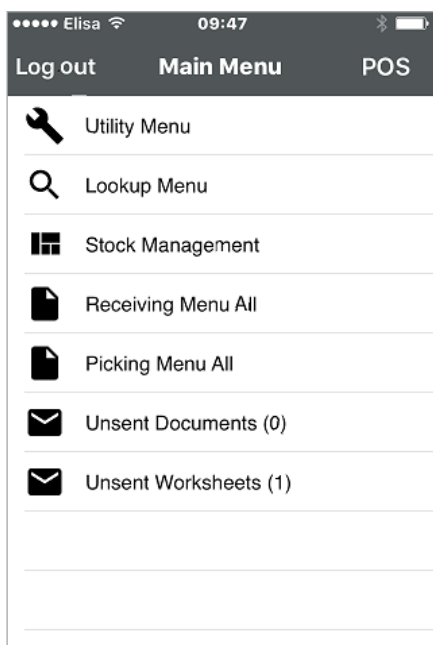 Elisa 09:47
Log out Main Menu POS
Utility Menu
Lookup Menu
Stock Management
Receiving Menu All
Picking Menu All
Unsent Documents (0)
Unsent Worksheets (1)